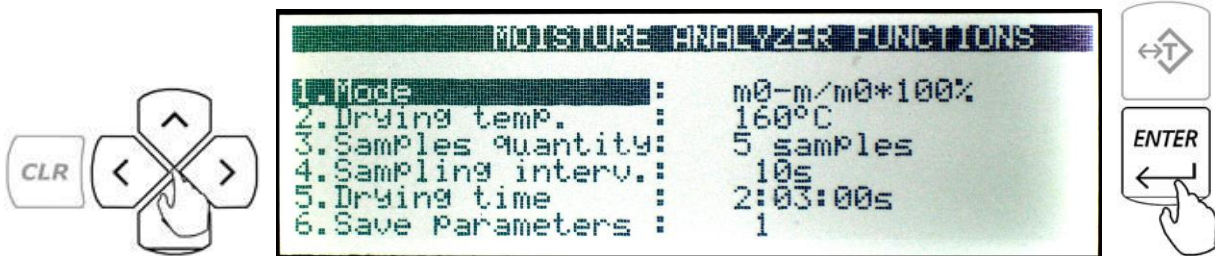 MOISTURE ANALYZER FUNCTIONS
1.Mode : m0-m/m0*100%
2.Drying temp. : 160°C
3.Samples quantity: 5 samples
4.Sampling interv.: 10s
5.Drying time : 2:03:00s
6.Save Parameters : 1
CLR
T
ENTER